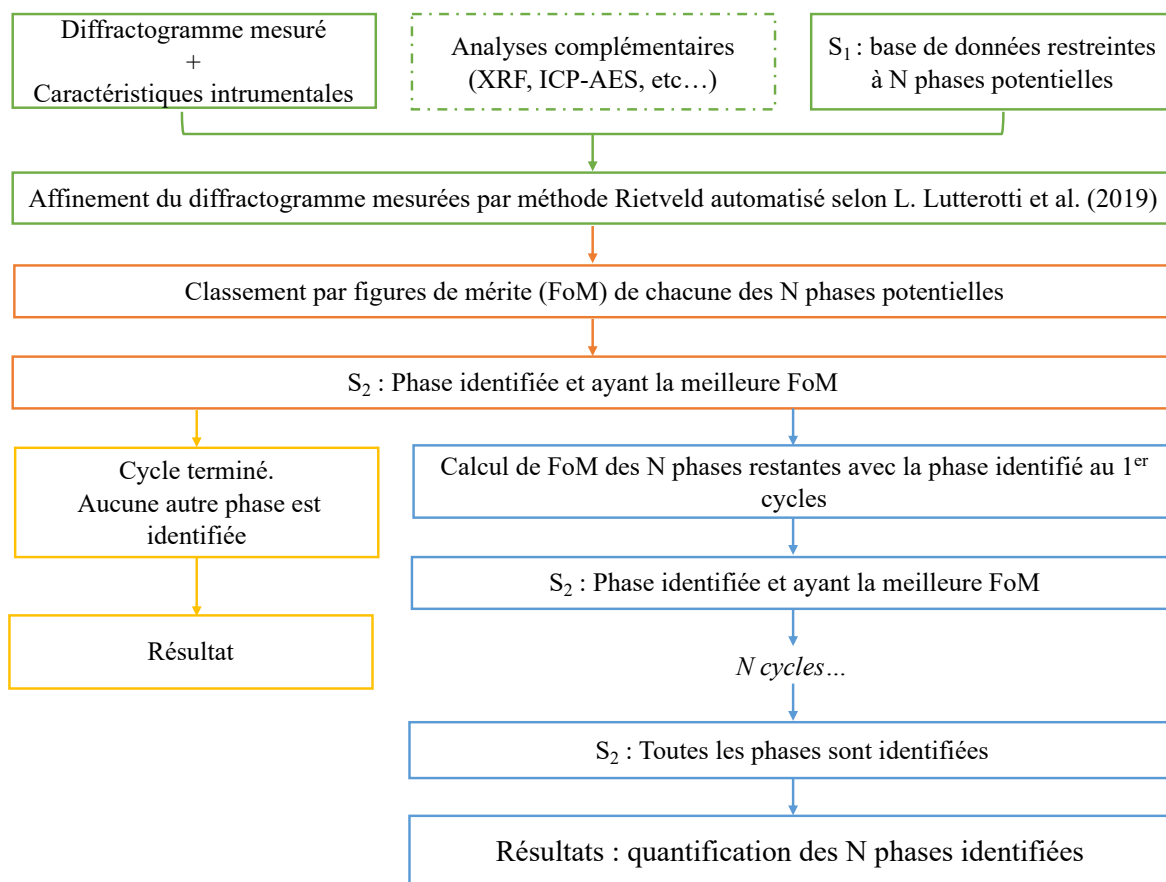 Diffractogramme mesuré
+
Caractéristiques intrumentales
Analyses complémentaires
(XRF, ICP-AES, etc…)
S₁ : base de données restreintes
à N phases potentielles
Affinement du diffractogramme mesurées par méthode Rietveld automatisé selon L. Lutterotti et al. (2019)
Classement par figures de mérite (FoM) de chacune des N phases potentielles
S₂ : Phase identifiée et ayant la meilleure FoM
Cycle terminé.
Aucune autre phase est
identifiée
Résultat
Calcul de FoM des N phases restantes avec la phase identifié au 1ᵉʳ
cycles
S₂ : Phase identifiée et ayant la meilleure FoM
N cycles…
S₂ : Toutes les phases sont identifiées
Résultats : quantification des N phases identifiées